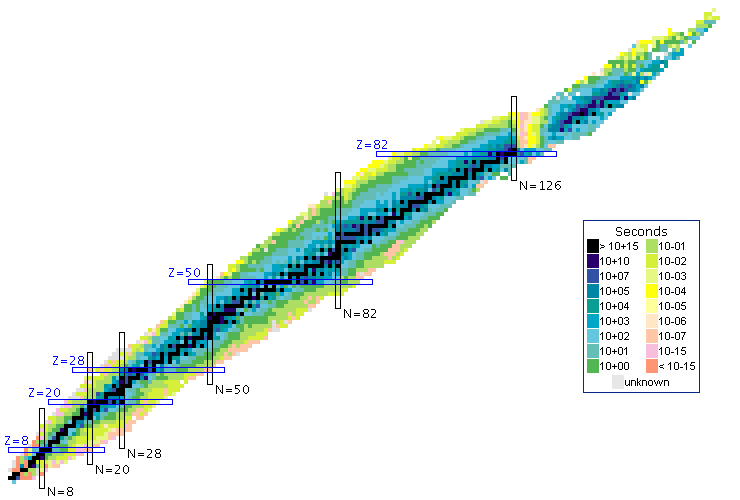 Z=82
N=126
Z=50
N=82
Z=28
N=50
Z=20
N=28
Z=8
N=20
N=8
Seconds
> 10+15 10-01
10+10 10-02
10+07 10-03
10+05 10-04
10+04 10-05
10+03 10-06
10+02 10-07
10+01 10-15
10+00 < 10-15
unknown